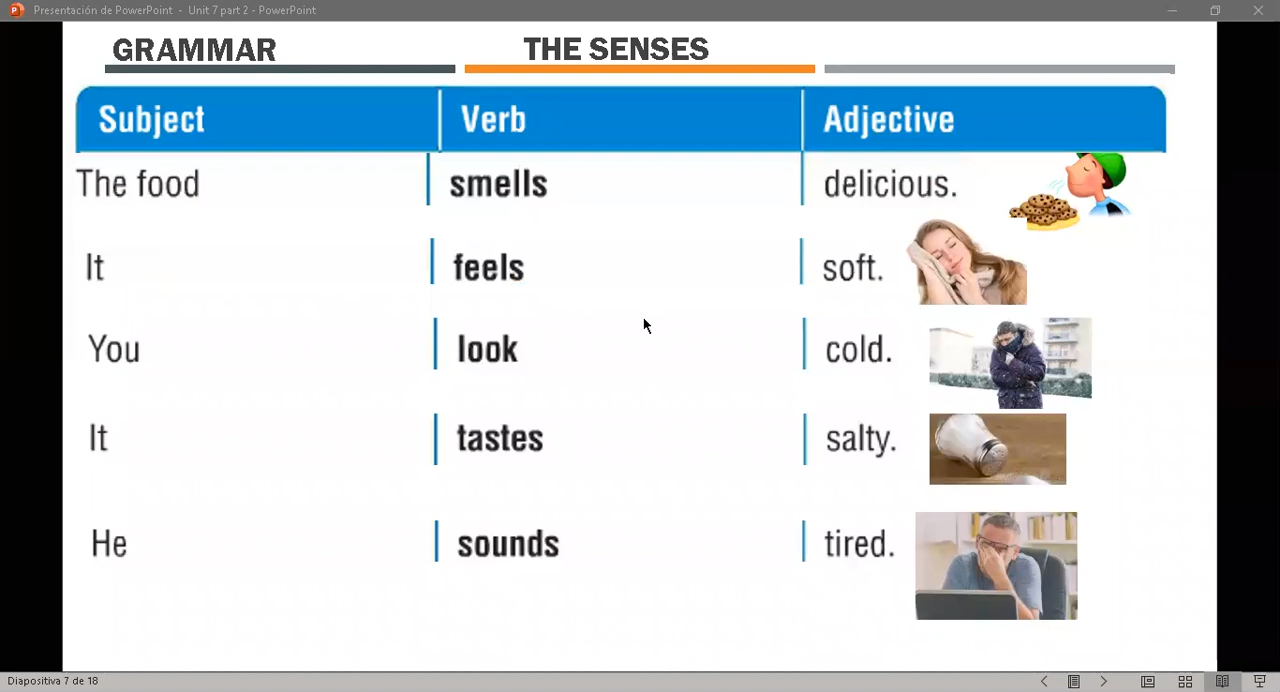 Presentación de PowerPoint - Unit 7 part 2 - PowerPoint
GRAMMAR THE SENSES
Subject Verb Adjective
The food smells delicious.
It feels soft.
You look cold.
It tastes salty.
He sounds tired.
Diapositiva 7 de 18